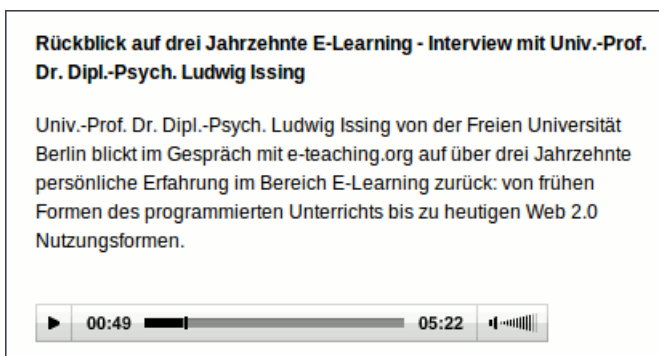 Rückblick auf drei Jahrzehnte E-Learning - Interview mit Univ.-Prof.
Dr. Dipl.-Psych. Ludwig Issing
Univ.-Prof. Dr. Dipl.-Psych. Ludwig Issing von der Freien Universität
Berlin blickt im Gespräch mit e-teaching.org auf über drei Jahrzehnte
persönliche Erfahrung im Bereich E-Learning zurück: von frühen
Formen des programmierten Unterrichts bis zu heutigen Web 2.0
Nutzungsformen.
00:49 05:22